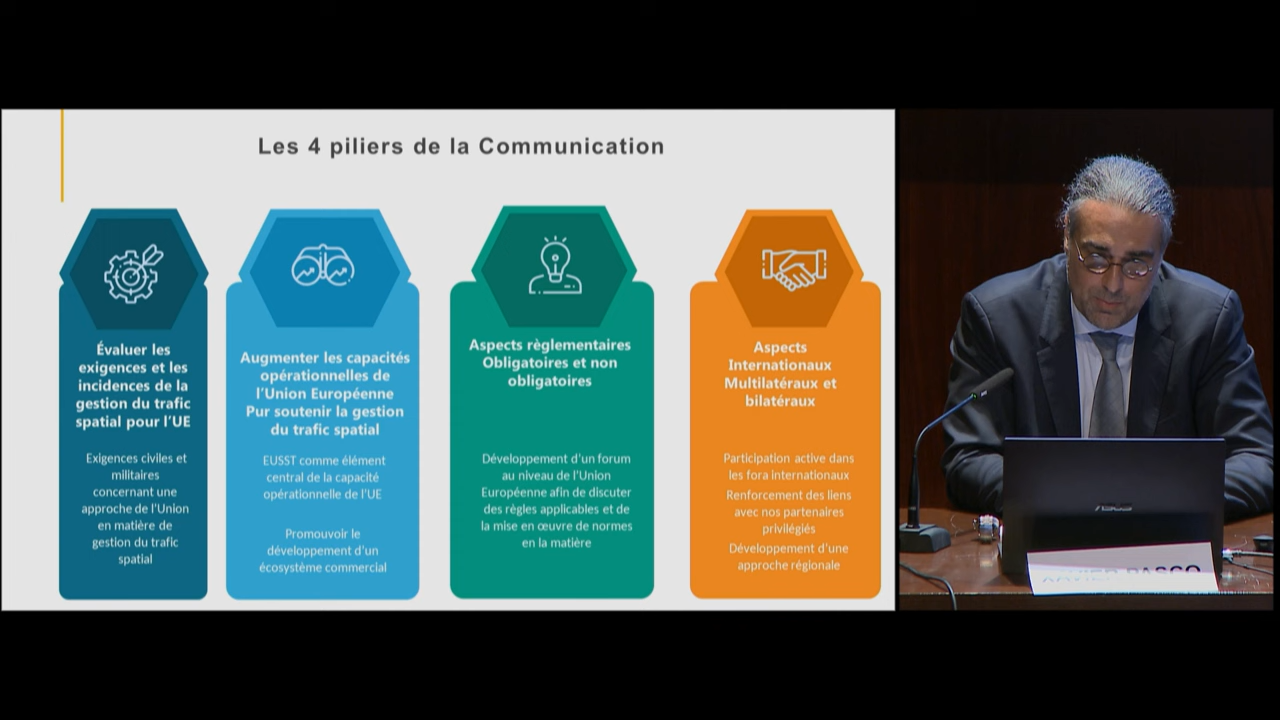 Les 4 piliers de la Communication
Évaluer les
exigences et les
incidences de la
gestion du trafic
spatial pour l'UE
Exigences civiles et
militaires
concernant une
approche de l'Union
en matière de
gestion du trafic
spatial
Augmenter les capacités
opérationnelles de
l'Union Européenne
Pur soutenir la gestion
du trafic spatial
EUSST comme élément
central de la capacité
opérationnelle de l'UE
Promouvoir le
développement d'un
écosystème commercial
Aspects règlementaires
Obligatoires et non
obligatoires
Développement d'un forum
au niveau de l'Union
Européenne afin de discuter
des règles applicables et de
la mise en œuvre de normes
en la matière
Aspects
Internationaux
Multilatéraux et
bilatéraux
Participation active dans
les fora internationaux
Renforcement des liens
avec nos partenaires
privilégiés
Développement d'une
approche régionale
ASUS
PASCO